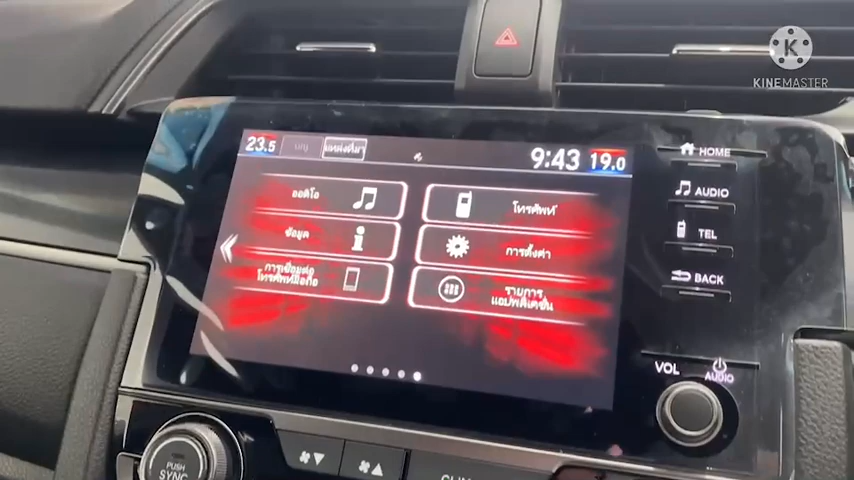 KINEMASTER
23.5
เมนู
แหล่งที่มา
9:43
19.0
HOME
ออดิโอ
โทรศัพท์
AUDIO
ข้อมูล
การตั้งค่า
TEL
การเชื่อมต่อ
โทรศัพท์มือถือ
รายการ
แอปพลิเคชั่น
BACK
VOL
AUDIO
PUSH
SYNC